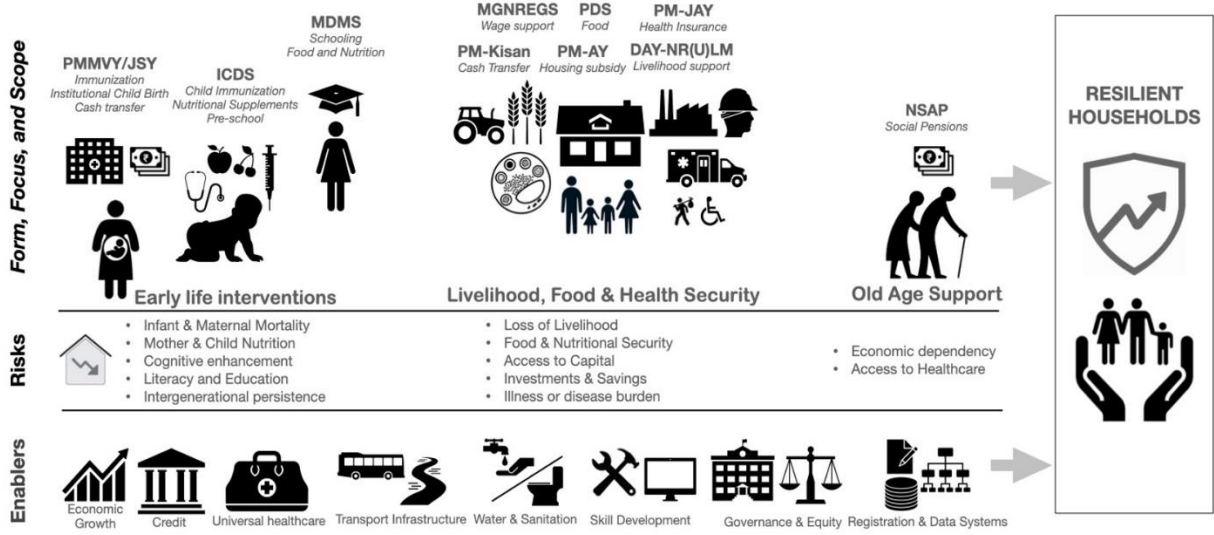 Form, Focus, and Scope
PMMVY/JSY
Immunization
Institutional Child Birth
Cash transfer
ICDS
Child Immunization
Nutritional Supplements
Pre-school
MDMS
Schooling
Food and Nutrition
MGNREGS
Wage support
PDS
Food
PM-JAY
Health Insurance
PM-Kisan
Cash Transfer
PM-AY
Housing subsidy
DAY-NR(U)LM
Livelihood support
NSAP
Social Pensions
₹
₹
Early life interventions
Livelihood, Food & Health Security
Old Age Support
Risks
• Infant & Maternal Mortality
• Mother & Child Nutrition
• Cognitive enhancement
• Literacy and Education
• Intergenerational persistence
• Loss of Livelihood
• Food & Nutritional Security
• Access to Capital
• Investments & Savings
• Illness or disease burden
• Economic dependency
• Access to Healthcare
Enablers
Economic
Growth
Credit
Universal healthcare
Transport Infrastructure
Water & Sanitation
Skill Development
Governance & Equity
Registration & Data Systems
RESILIENT
HOUSEHOLDS